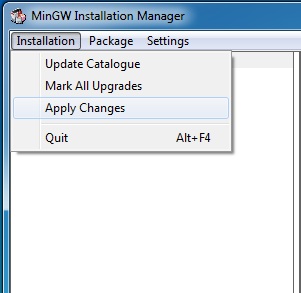 MinGW Installation Manager
Installation Package Settings
Update Catalogue
Mark All Upgrades
Apply Changes
Quit Alt+F4